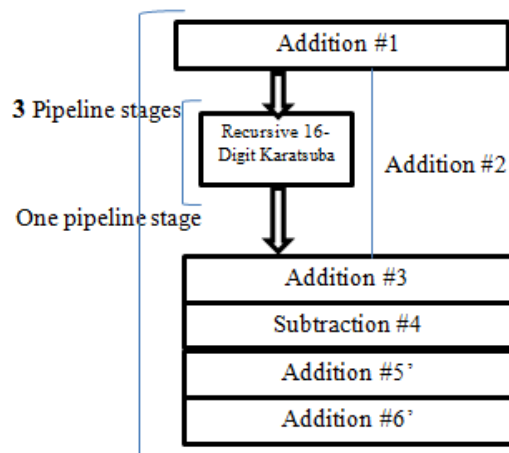 Addition #1
3 Pipeline stages
Recursive 16-
Digit Karatsuba
Addition #2
One pipeline stage
Addition #3
Subtraction #4
Addition #5’
Addition #6’